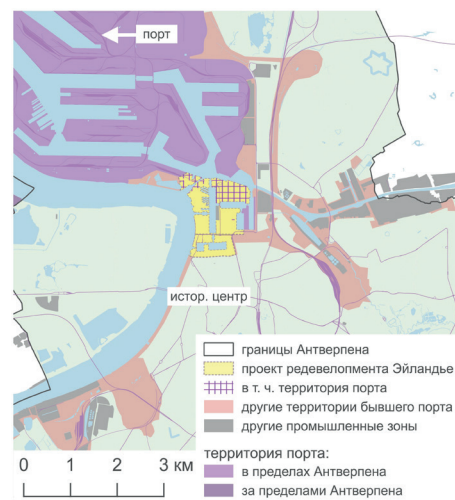 порт
истор. центр
границы Антверпена
проект редевелопмента Эйландье
в т. ч. территория порта
другие территории бывшего порта
другие промышленные зоны
территория порта:
в пределах Антверпена
за пределами Антверпена
0 1 2 3 км